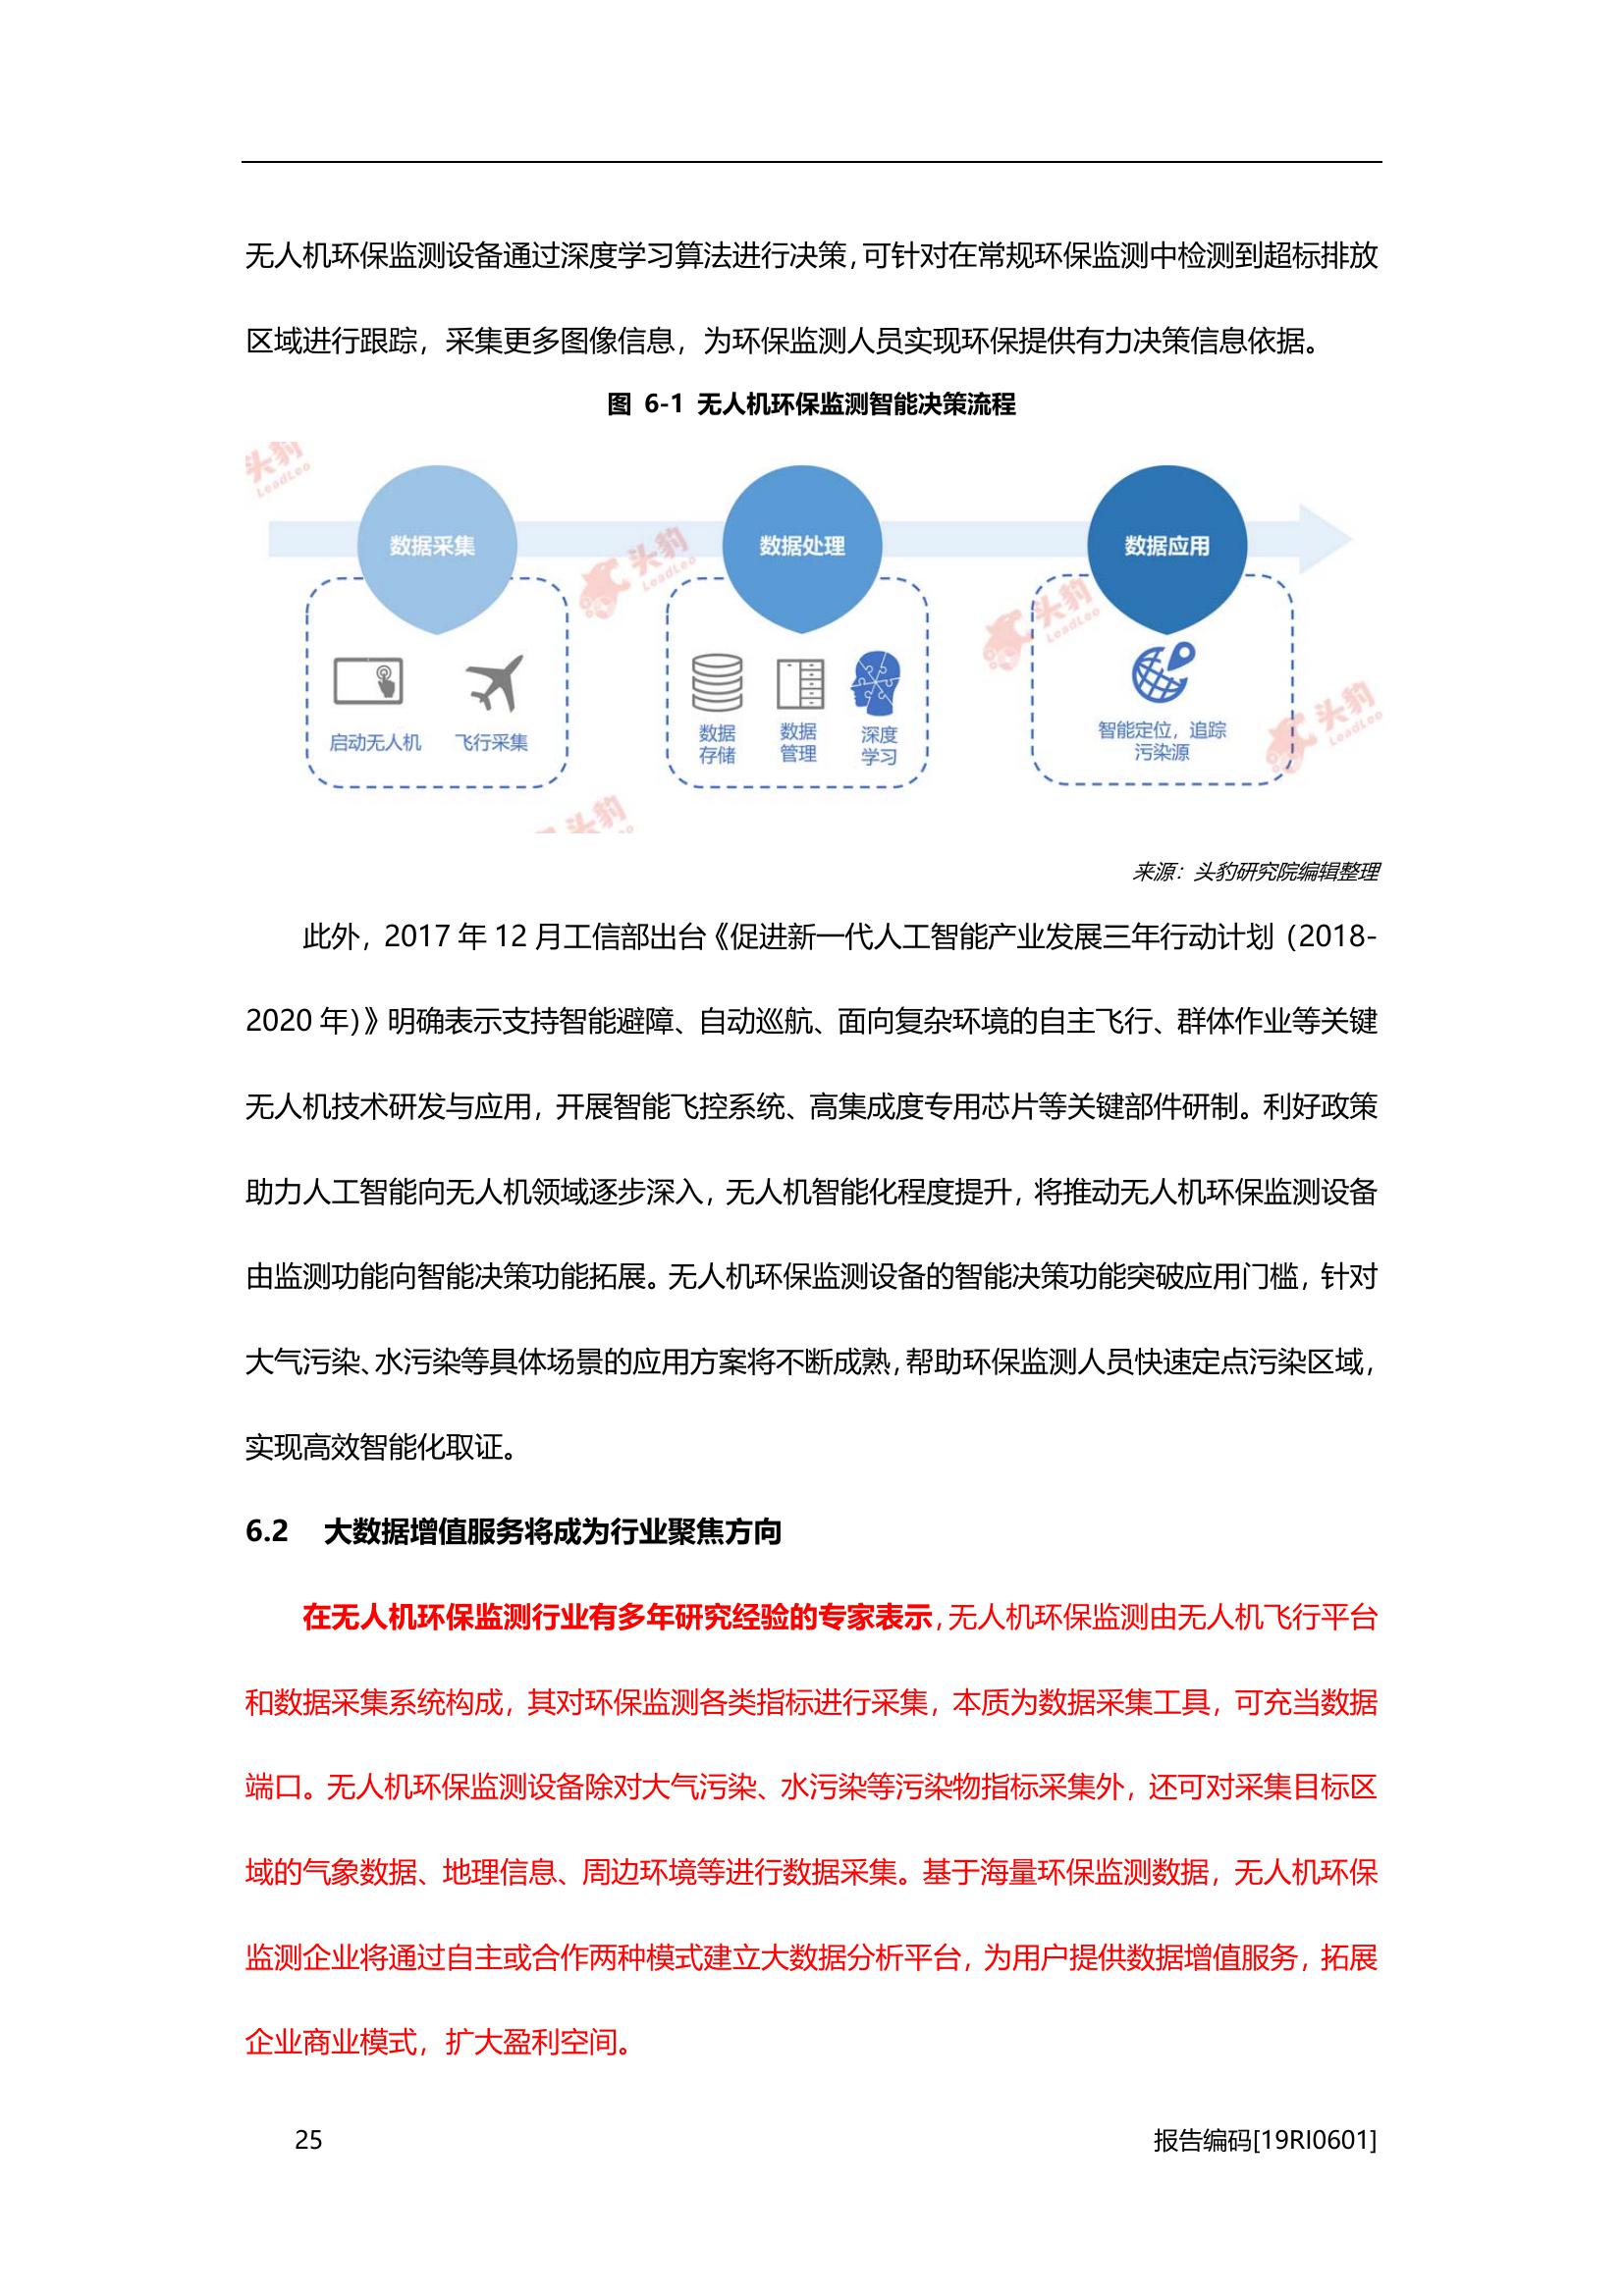 无人机环保监测设备通过深度学习算法进行决策，可针对在常规环保监测中检测到超标排放
区域进行跟踪，采集更多图像信息，为环保监测人员实现环保提供有力决策信息依据。
图 6-1 无人机环保监测智能决策流程
头豹
LeadLeo
数据采集
数据处理
数据应用
头豹
LeadLeo
头豹
LeadLeo
启动无人机
飞行采集
数据
存储
数据
管理
深度
学习
智能定位，追踪
污染源
头豹
LeadLeo
头豹
来源：头豹研究院编辑整理
此外，2017 年 12 月工信部出台《促进新一代人工智能产业发展三年行动计划（2018-
2020 年）》明确表示支持智能避障、自动巡航、面向复杂环境的自主飞行、群体作业等关键
无人机技术研发与应用，开展智能飞控系统、高集成度专用芯片等关键部件研制。利好政策
助力人工智能向无人机领域逐步深入，无人机智能化程度提升，将推动无人机环保监测设备
由监测功能向智能决策功能拓展。无人机环保监测设备的智能决策功能突破应用门槛，针对
大气污染、水污染等具体场景的应用方案将不断成熟，帮助环保监测人员快速定点污染区域，
实现高效智能化取证。
6.2 大数据增值服务将成为行业聚焦方向
在无人机环保监测行业有多年研究经验的专家表示，无人机环保监测由无人机飞行平台
和数据采集系统构成，其对环保监测各类指标进行采集，本质为数据采集工具，可充当数据
端口。无人机环保监测设备除对大气污染、水污染等污染物指标采集外，还可对采集目标区
域的气象数据、地理信息、周边环境等进行数据采集。基于海量环保监测数据，无人机环保
监测企业将通过自主或合作两种模式建立大数据分析平台，为用户提供数据增值服务，拓展
企业商业模式，扩大盈利空间。
25
报告编码[19RI0601]